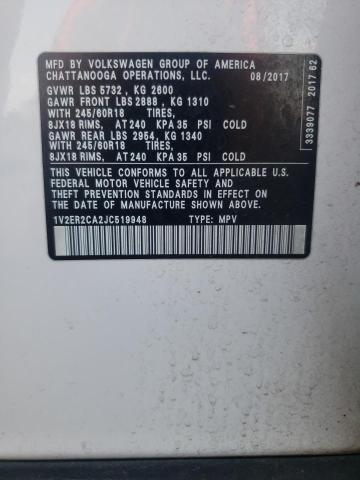 MFD BY VOLKSWAGEN GROUP OF AMERICA
CHATTANOOGA OPERATIONS, LLC. 08/2017
GVWR LBS 5732, KG 2600
GAWR FRONT LBS 2888, KG 1310
WITH 245/60R18 TIRES,
8JX18 RIMS, AT 240 KPA 35 PSI COLD
GAWR REAR LBS 2954, KG 1340
WITH 245/60R18 TIRES,
8JX18 RIMS, AT 240 KPA 35 PSI COLD
THIS VEHICLE CONFORMS TO ALL APPLICABLE U.S.
FEDERAL MOTOR VEHICLE SAFETY AND
THEFT PREVENTION STANDARDS IN EFFECT ON
THE DATE OF MANUFACTURE SHOWN ABOVE.
1V2ER2CA2JC519948 TYPE: MPV
3339077 2017 62